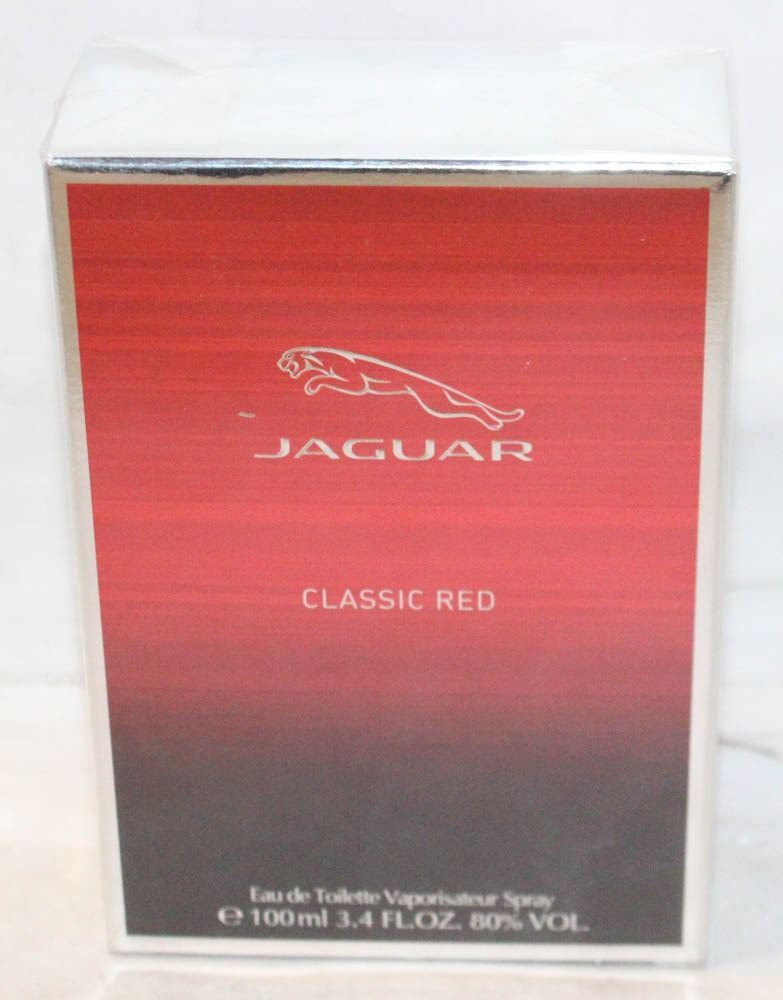 JAGUAR
CLASSIC RED
Eau de Toilette Vaporisateur Spray
℮ 100ml 3.4 FL.OZ. 80% VOL.